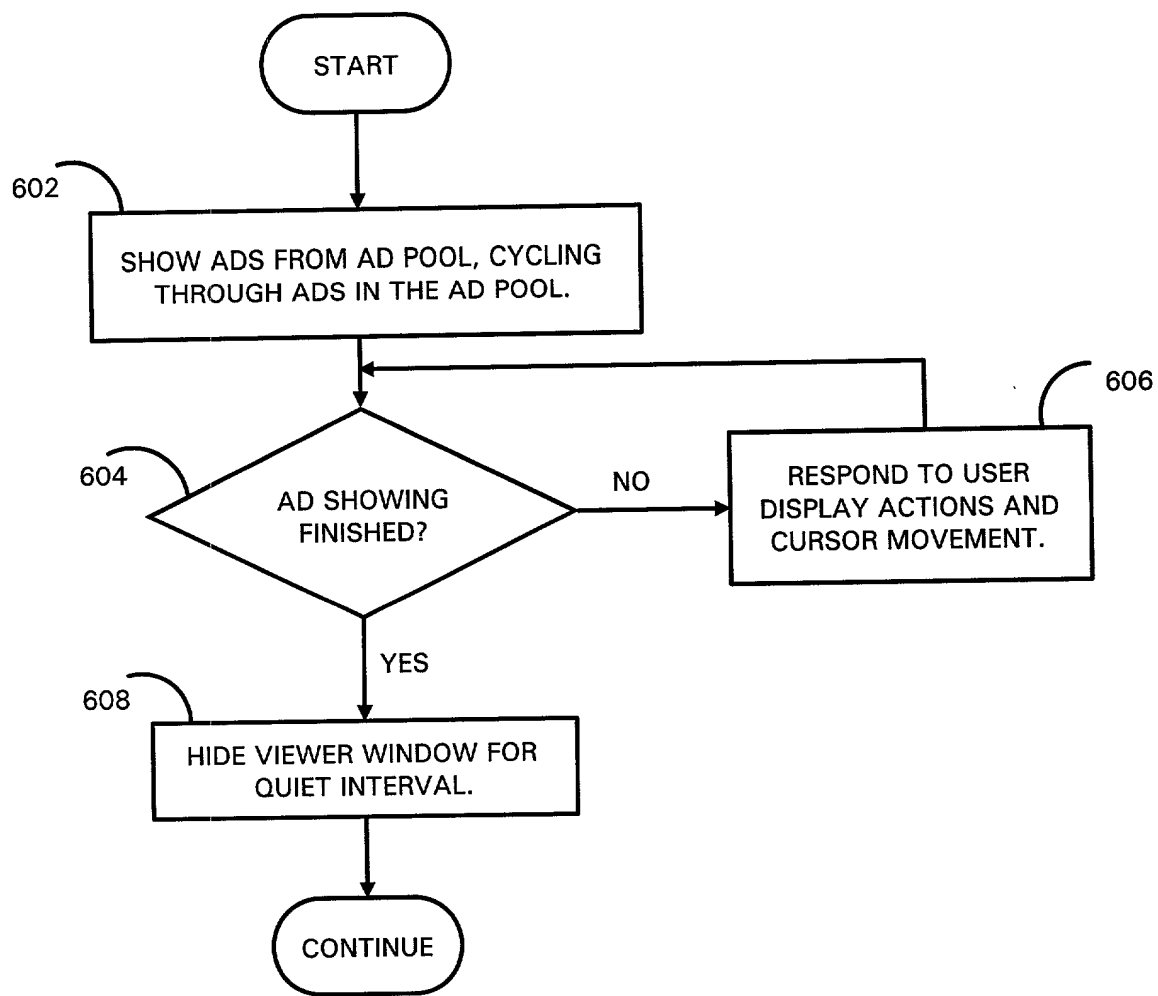 START
602
SHOW ADS FROM AD POOL, CYCLING
THROUGH ADS IN THE AD POOL.
606
604
AD SHOWING
FINISHED?
NO
RESPOND TO USER
DISPLAY ACTIONS AND
CURSOR MOVEMENT.
YES
608
HIDE VIEWER WINDOW FOR
QUIET INTERVAL.
CONTINUE